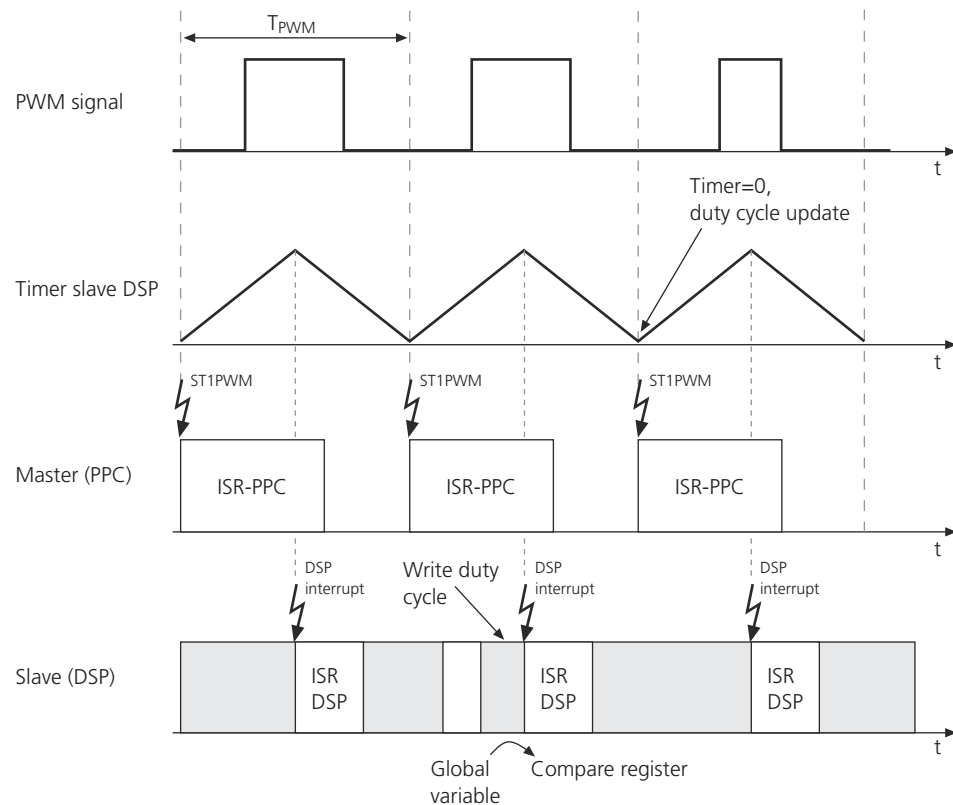 T_PWM
PWM signal
t
Timer=0,
duty cycle update
Timer slave DSP
t
ST1PWM
ST1PWM
ST1PWM
Master (PPC)
ISR-PPC
ISR-PPC
ISR-PPC
t
DSP
interrupt
Write duty
cycle
DSP
interrupt
DSP
interrupt
Slave (DSP)
ISR
DSP
ISR
DSP
ISR
DSP
t
Global
variable
Compare register